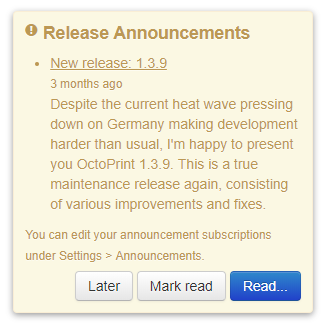 Release Announcements
New release: 1.3.9
3 months ago
Despite the current heat wave pressing
down on Germany making development
harder than usual, I'm happy to present
you OctoPrint 1.3.9. This is a true
maintenance release again, consisting
of various improvements and fixes.
You can edit your announcement subscriptions
under Settings > Announcements.
Later Mark read Read...